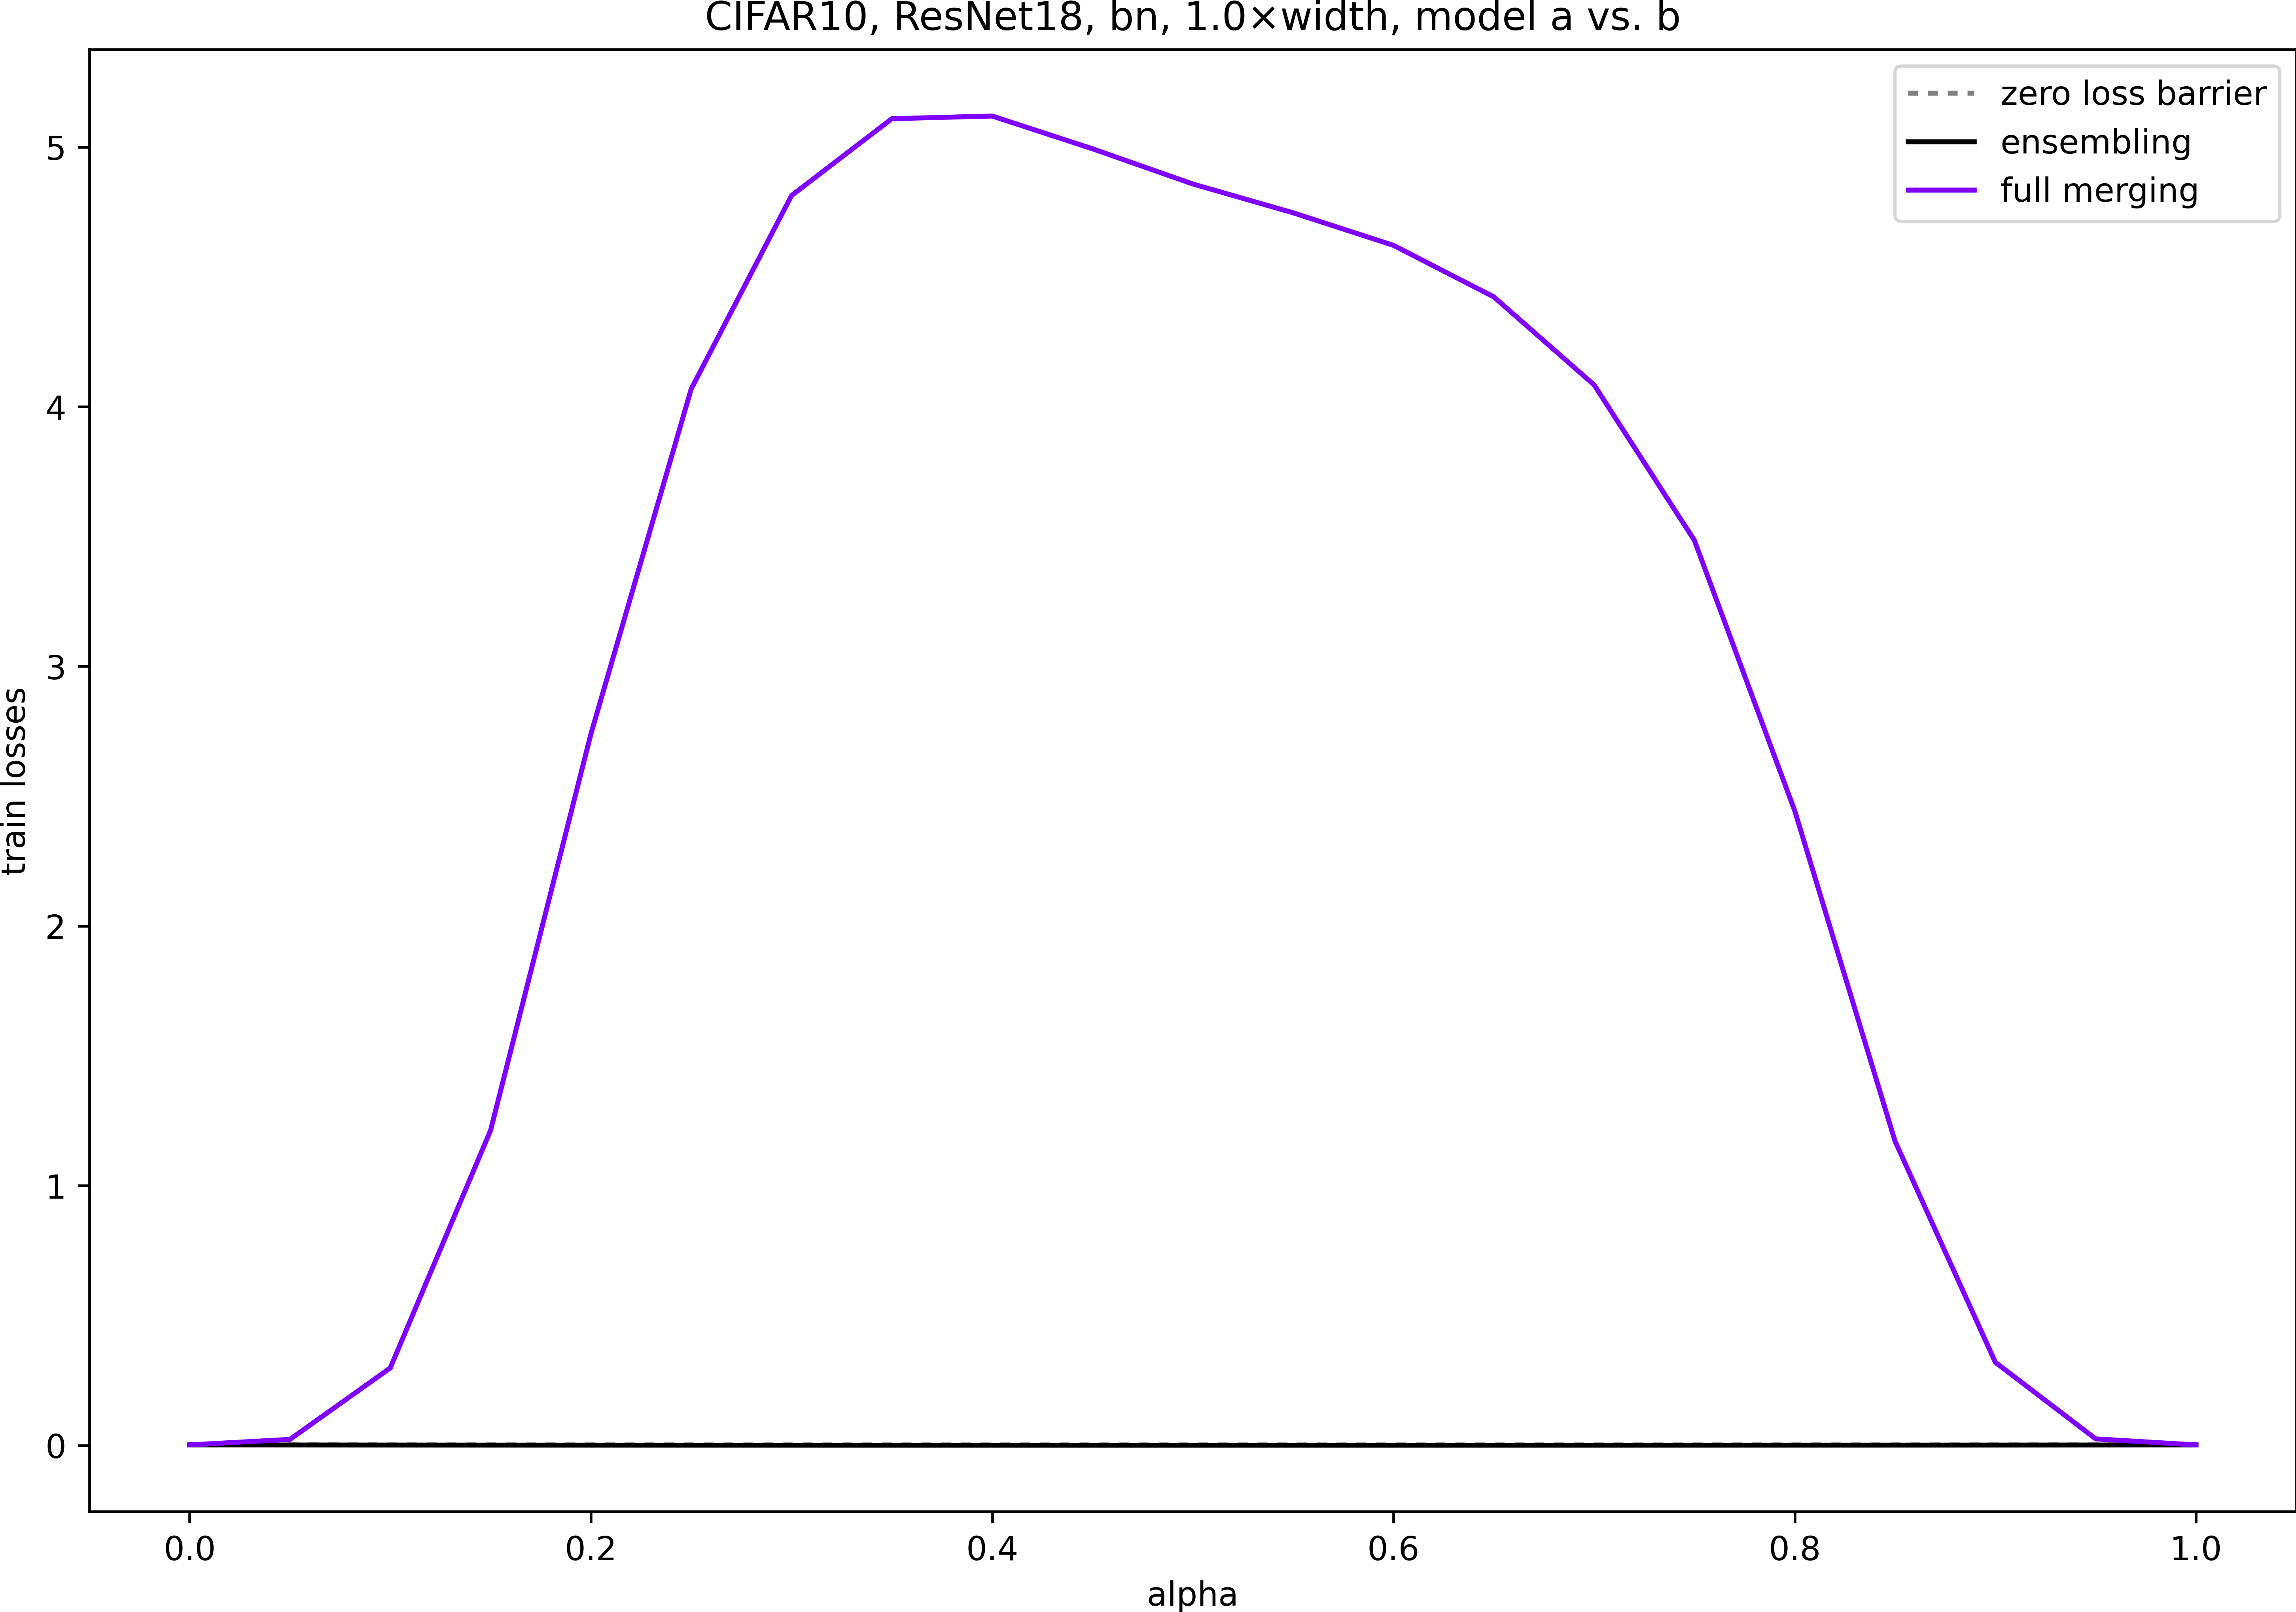 CIFAR10, ResNet18, bn, 1.0×width, model a vs. b
zero loss barrier
ensembling
full merging
train losses
5
4
3
2
1
0
0.0 0.2 0.4 0.6 0.8 1.0
alpha